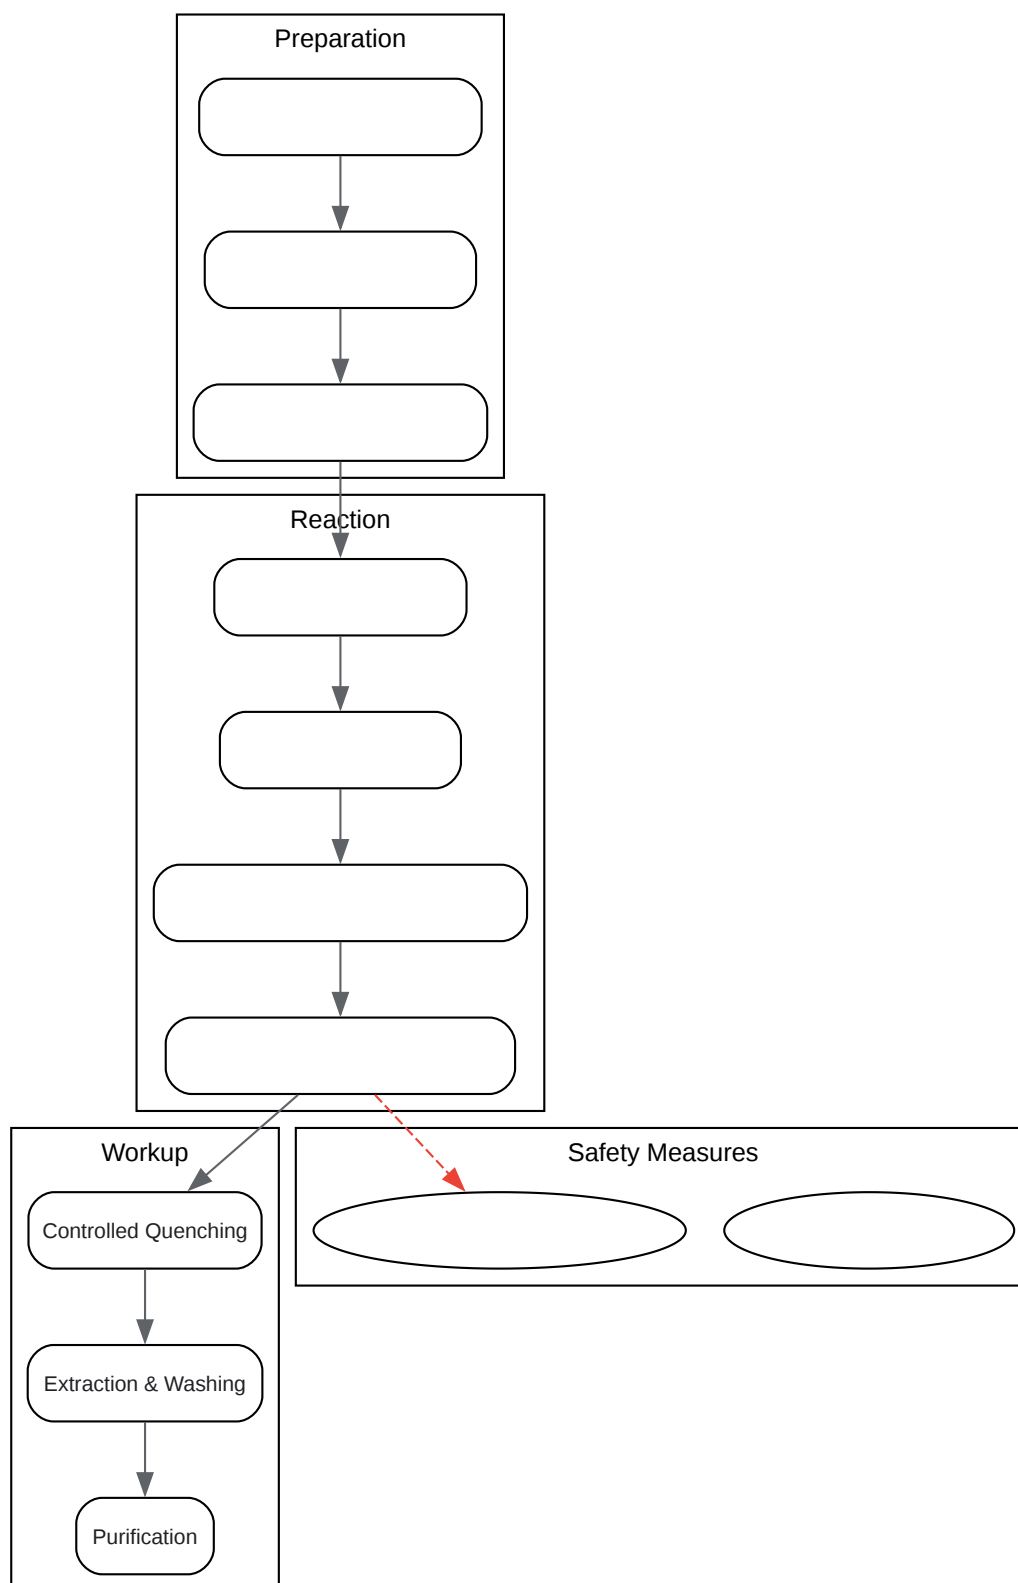 Preparation
Reaction
Workup
Safety Measures
Controlled Quenching
Extraction & Washing
Purification